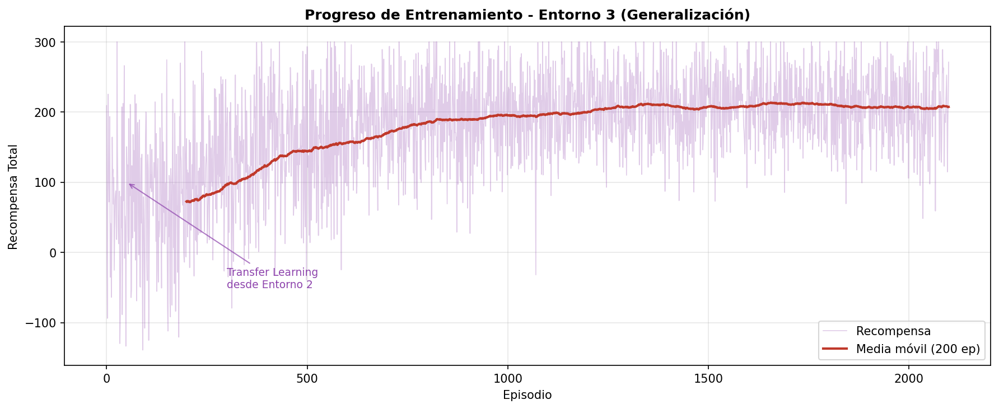 Progreso de Entrenamiento - Entorno 3 (Generalización)
Recompensa Total
300
200
100
0
−100
Transfer Learning
desde Entorno 2
Recompensa
Media móvil (200 ep)
0
500
1000
1500
2000
Episodio